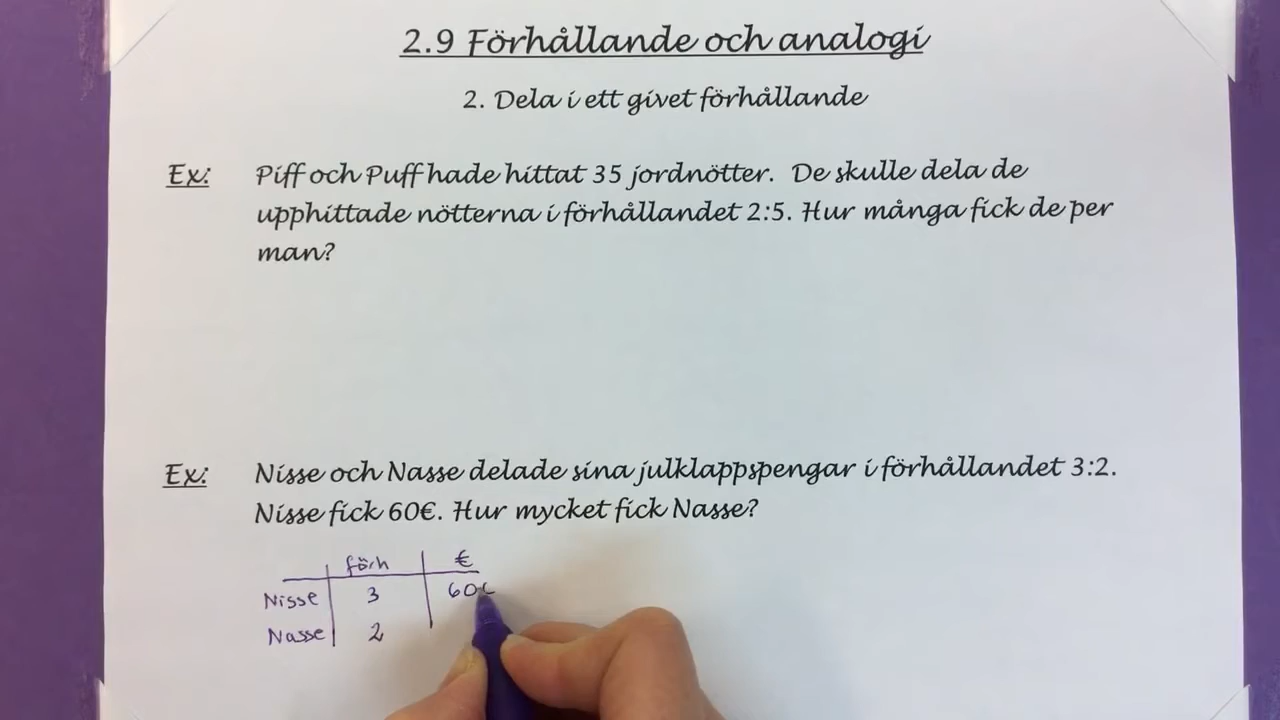 2.9 Förhållande och analogi
2. Dela i ett givet förhållande
Ex: Piff och Puff hade hittat 35 jordnötter. De skulle dela de
upphittade nötterna i förhållandet 2:5. Hur många fick de per
man?
Ex: Nisse och Nasse delade sina julklappspengar i förhållandet 3:2.
Nisse fick 60€. Hur mycket fick Nasse?
förh €
Nisse 3 60
Nasse 2